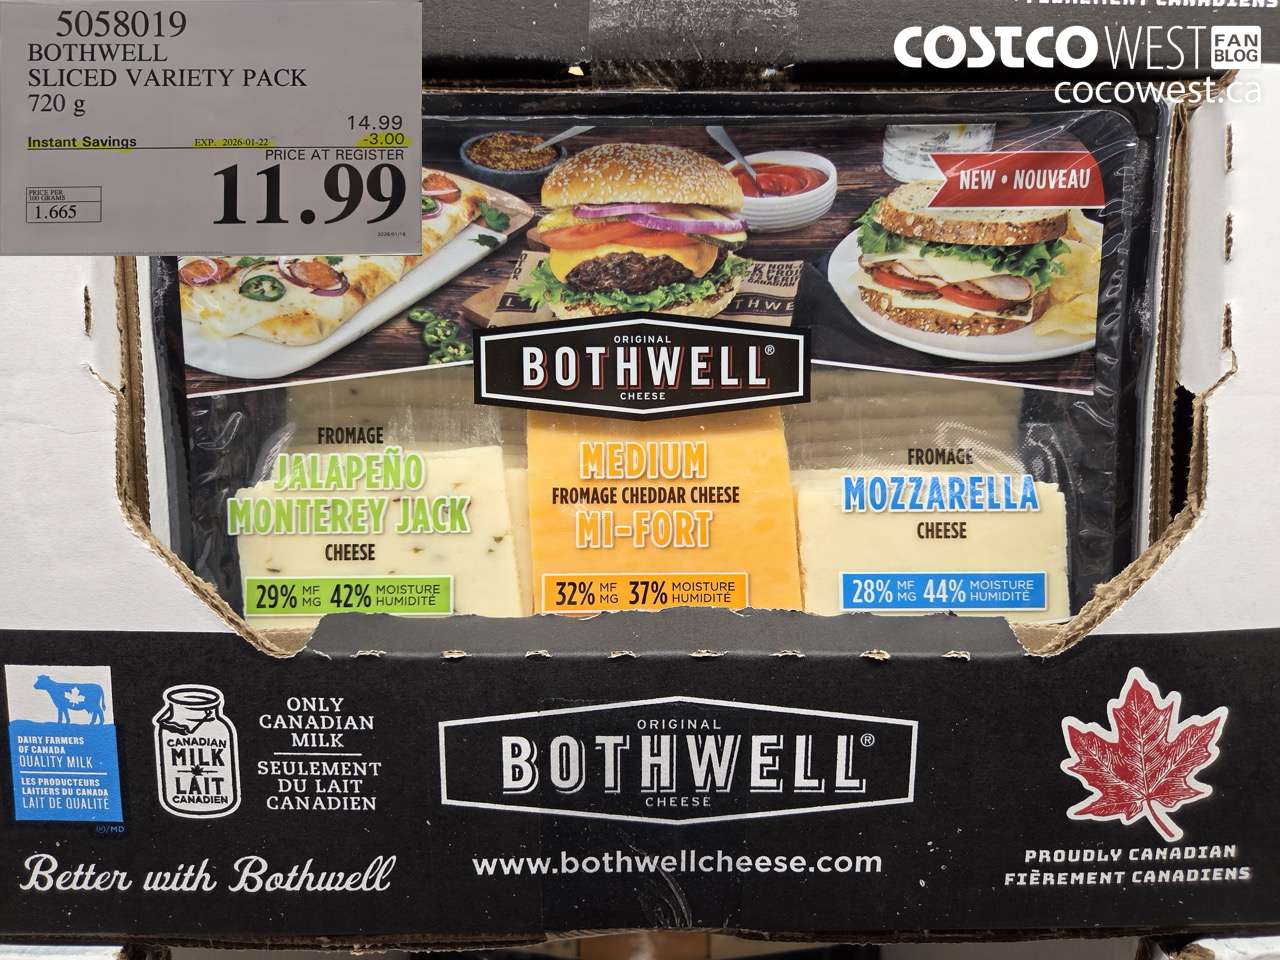 5058019
BOTHWELL
SLICED VARIETY PACK
720 g
14.99
Instant Savings EXP. 2026-01-22 -3.00
PRICE AT REGISTER
11.99
PRICE PER
100 GRAMS
1.665
2026/01/16
COSTCO WEST FAN BLOG
cocowest.ca
NEW • NOUVEAU
ORIGINAL
BOTHWELL®
CHEESE
FROMAGE
JALAPEÑO
MONTEREY JACK
CHEESE
29% MF MG 42% MOISTURE HUMIDITÉ
MEDIUM
FROMAGE CHEDDAR CHEESE
MI-FORT
32% MF MG 37% MOISTURE HUMIDITÉ
FROMAGE
MOZZARELLA
CHEESE
28% MF MG 44% MOISTURE HUMIDITÉ
DAIRY FARMERS
OF CANADA
QUALITY MILK
LES PRODUCTEURS
LAITIERS DU CANADA
LAIT DE QUALITÉ
®/MD
CANADIAN
MILK
LAIT
CANADIEN
ONLY
CANADIAN
MILK
SEULEMENT
DU LAIT
CANADIEN
Better with Bothwell
ORIGINAL
BOTHWELL®
CHEESE
www.bothwellcheese.com
PROUDLY CANADIAN
FIÈREMENT CANADIENS